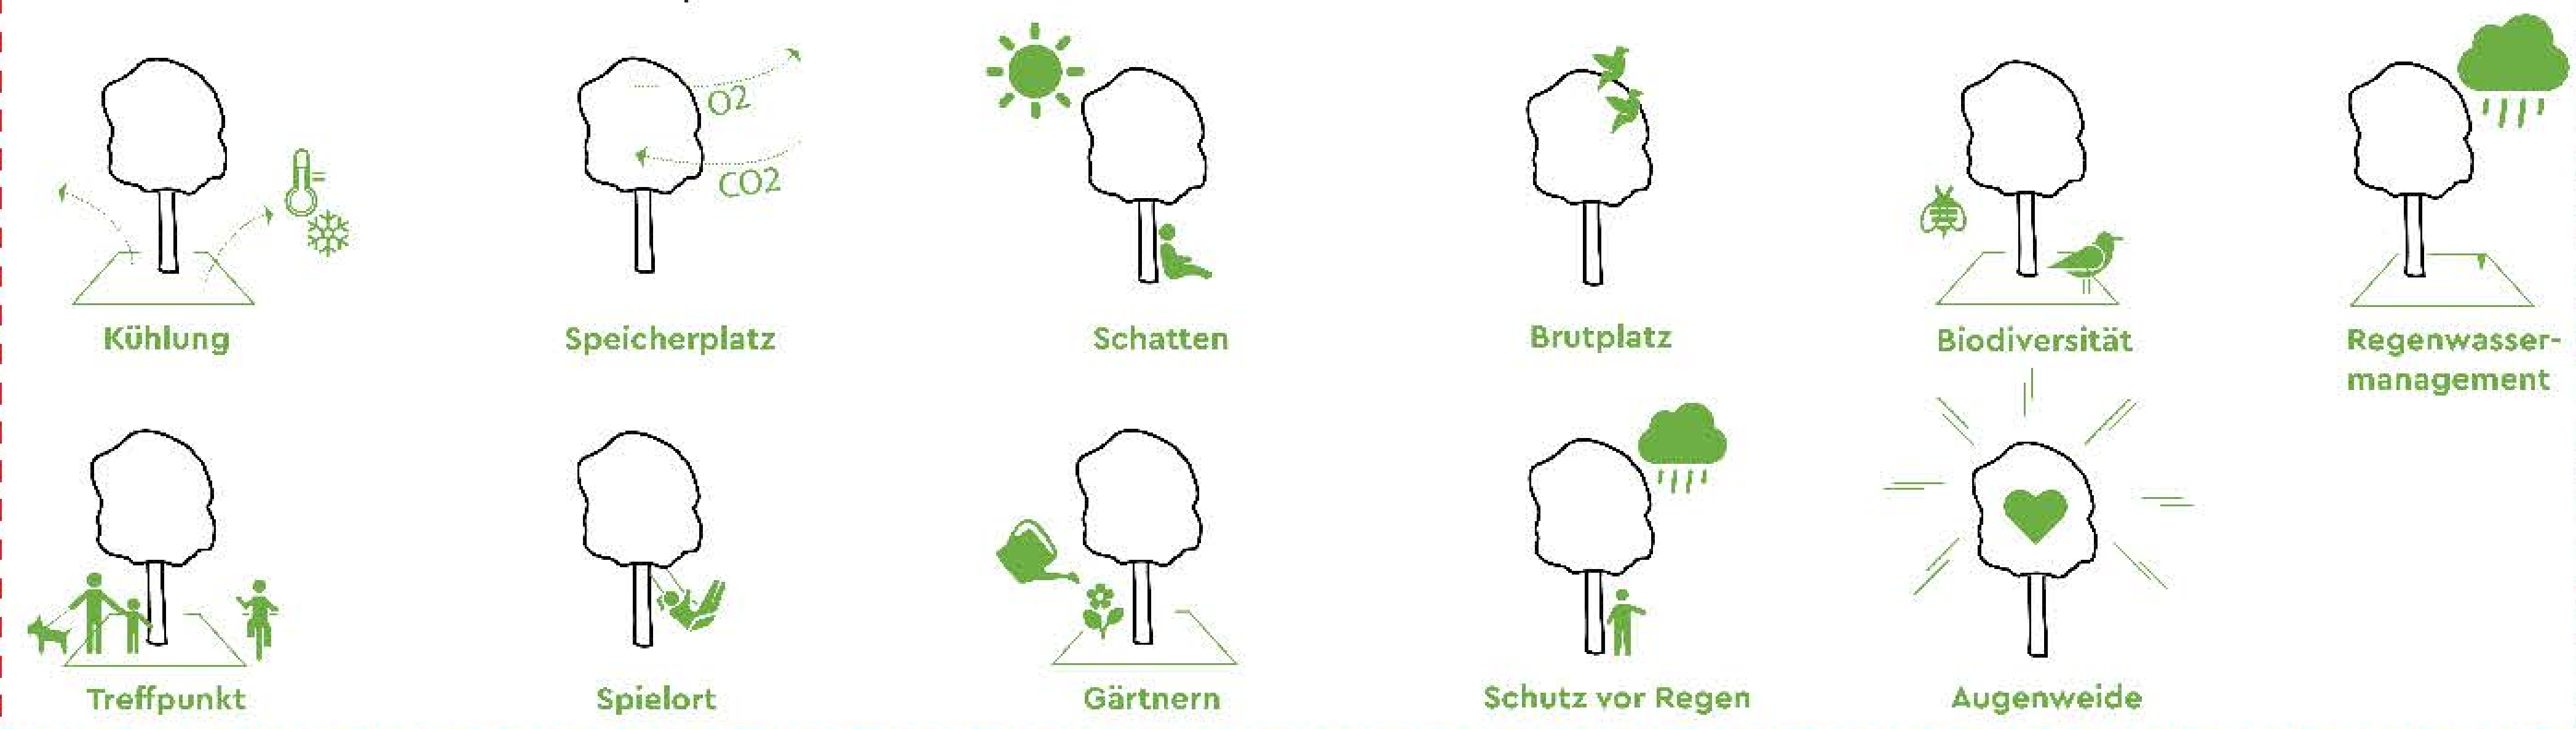 O2
CO2
Kühlung
Speicherplatz
Schatten
Brutplatz
Biodiversität
Regenwasser-
management
Treffpunkt
Spielort
Gärtnern
Schutz vor Regen
Augenweide